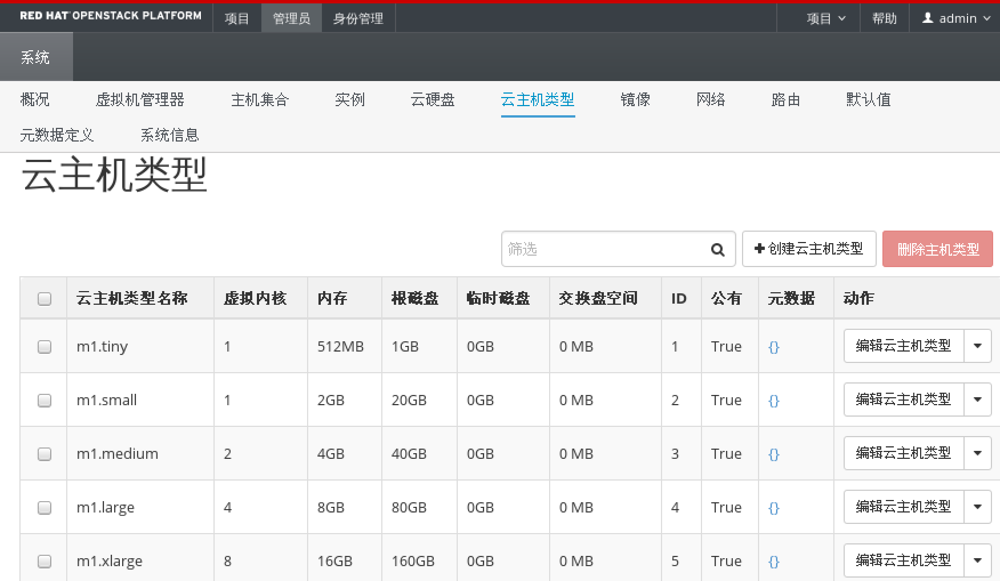 RED HAT OPENSTACK PLATFORM 项目 管理员 身份管理 项目 帮助 admin
系统
概况 虚拟机管理器 主机集合 实例 云硬盘 云主机类型 镜像 网络 路由 默认值
元数据定义 系统信息
云主机类型
筛选 创建云主机类型 删除主机类型
云主机类型名称 虚拟内核 内存 根磁盘 临时磁盘 交换盘空间 ID 公有 元数据 动作
m1.tiny 1 512MB 1GB 0GB 0 MB 1 True {} 编辑云主机类型
m1.small 1 2GB 20GB 0GB 0 MB 2 True {} 编辑云主机类型
m1.medium 2 4GB 40GB 0GB 0 MB 3 True {} 编辑云主机类型
m1.large 4 8GB 80GB 0GB 0 MB 4 True {} 编辑云主机类型
m1.xlarge 8 16GB 160GB 0GB 0 MB 5 True {} 编辑云主机类型